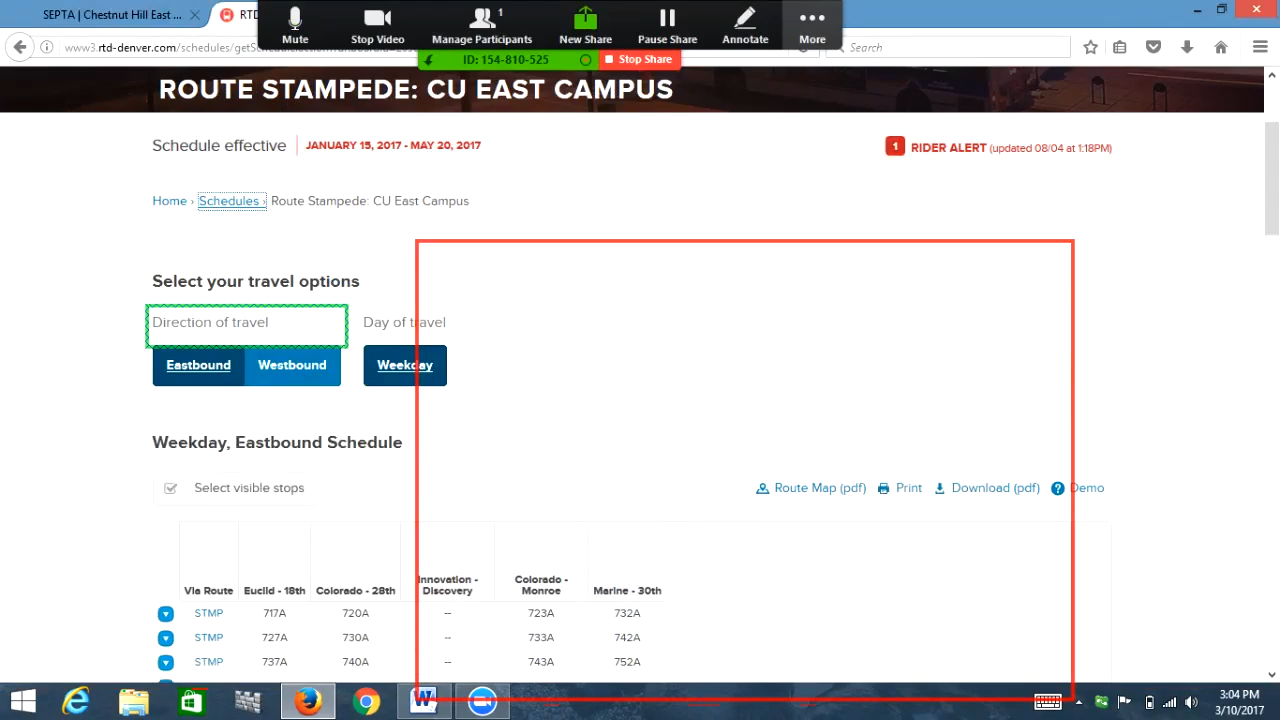 SEPTA | Chestnut Hill East
RTD
Mute
Stop Video
1
Manage Participants
New Share
Pause Share
Annotate
More
www3.rtd-denver.com/schedules/getSchedule
Search
ID: 154-810-525
Stop Share
ROUTE STAMPEDE: CU EAST CAMPUS
Schedule effective JANUARY 15, 2017 - MAY 20, 2017
1 RIDER ALERT (updated 08/04 at 1:18PM)
Home › Schedules › Route Stampede: CU East Campus
Select your travel options
Direction of travel Day of travel
Eastbound Westbound Weekday
Weekday, Eastbound Schedule
Select visible stops Route Map (pdf) Print Download (pdf) ? Demo
Via Route Euclid - 18th Colorado - 28th Innovation - Discovery Colorado - Monroe Marine - 30th
STMP 717A 720A -- 723A 732A
STMP 727A 730A -- 733A 742A
STMP 737A 740A -- 743A 752A
3:04 PM
3/10/2017